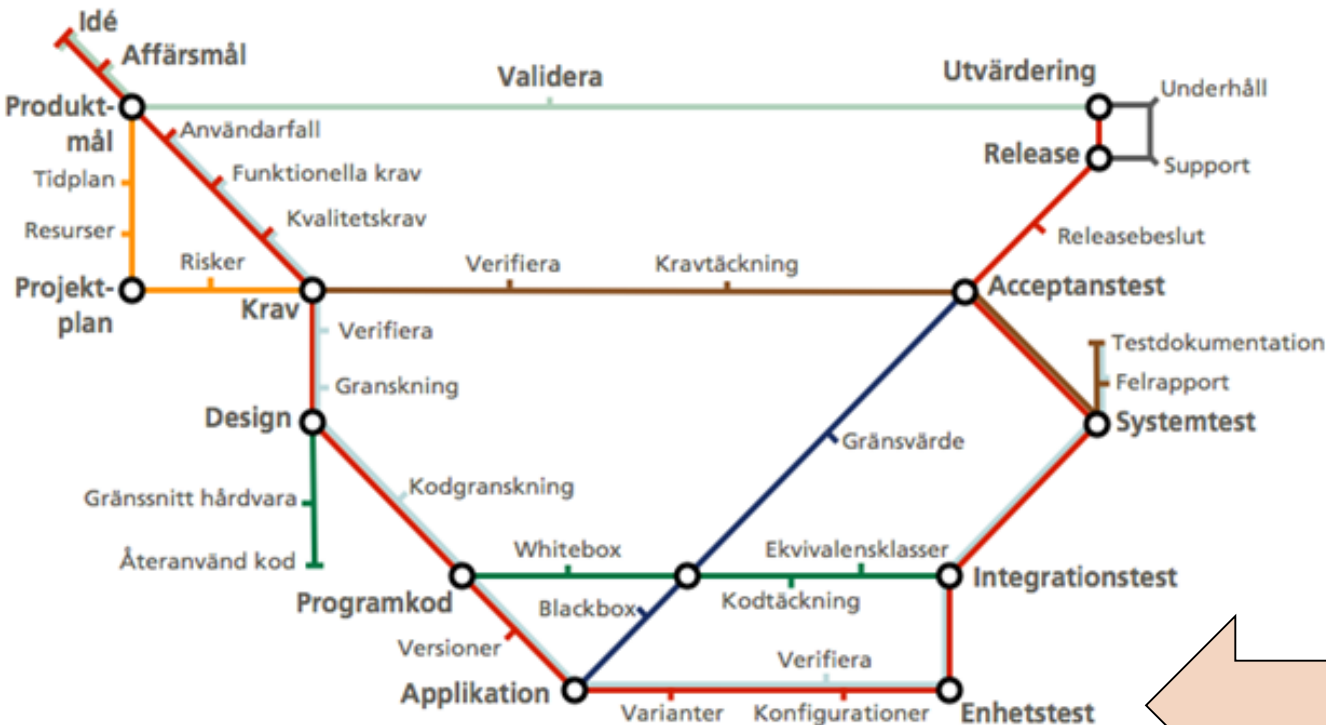 Idé
Affärsmål
Validera
Utvärdering
Underhåll
Produkt-
mål
Användarfall
Release
Support
Tidplan
Funktionella krav
Kvalitetskrav
Resurser
Releasebeslut
Risker
Verifiera
Kravtäckning
Projekt-
plan
Krav
Acceptanstest
Verifiera
Testdokumentation
Granskning
Felrapport
Design
Systemtest
Gränsvärde
Kodgranskning
Gränssnitt hårdvara
Whitebox
Ekvivalensklasser
Återanvänd kod
Integrationstest
Programkod
Blackbox
Kodtäckning
Versioner
Verifiera
Applikation
Varianter
Konfigurationer
Enhetstest